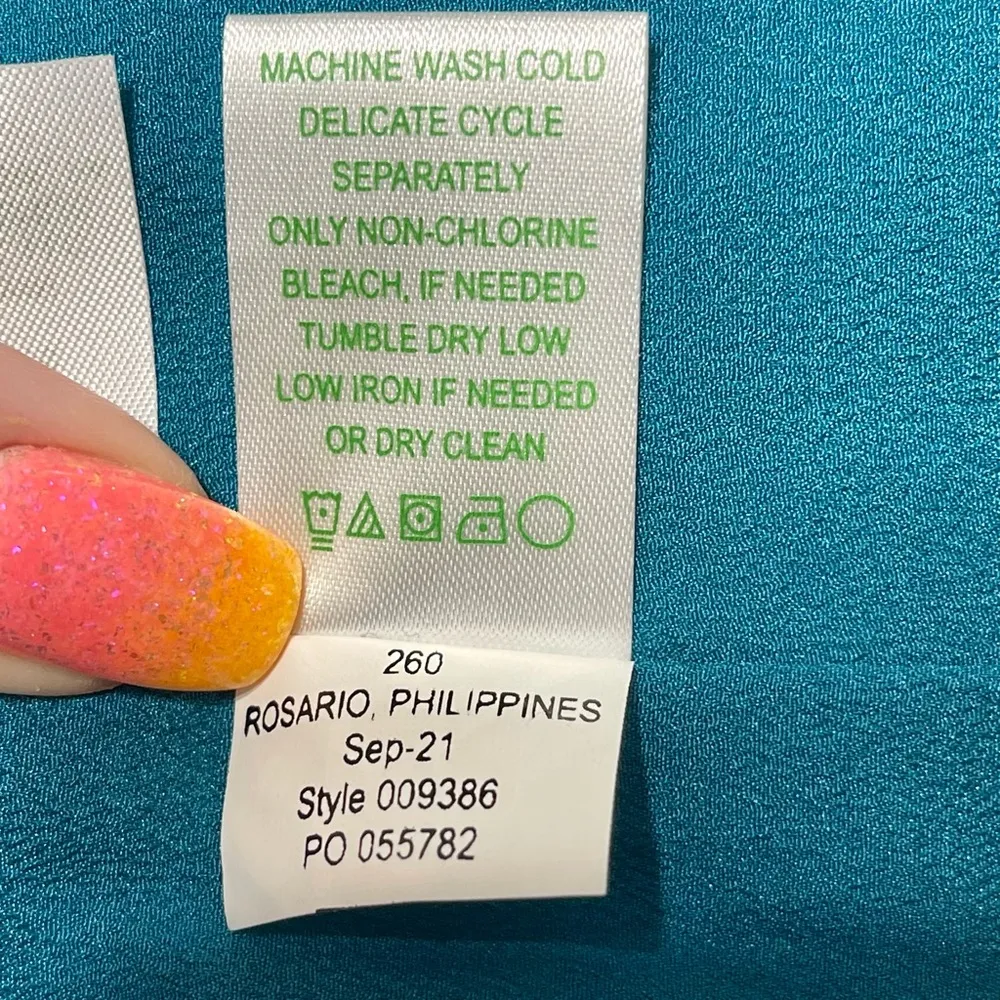 MACHINE WASH COLD
DELICATE CYCLE
SEPARATELY
ONLY NON-CHLORINE
BLEACH, IF NEEDED
TUMBLE DRY LOW
LOW IRON IF NEEDED
OR DRY CLEAN
260
ROSARIO, PHILIPPINES
Sep-21
Style 009386
PO 055782